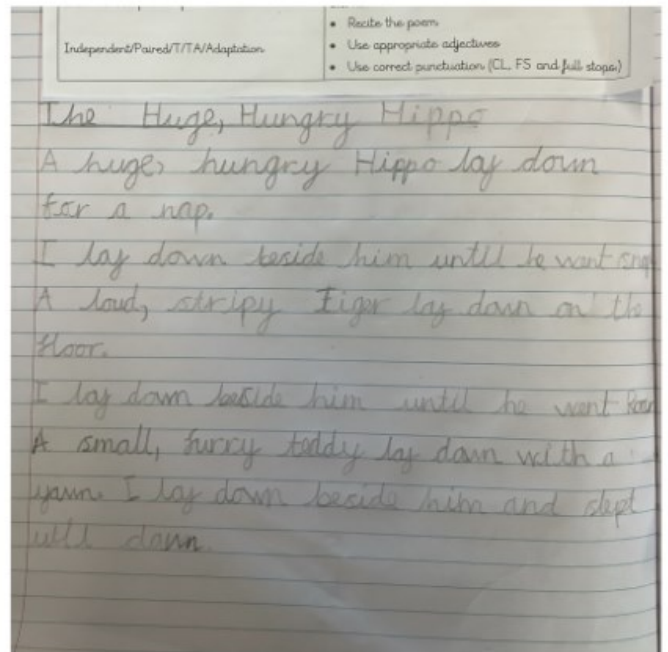 • Recite the poem
Independent/Paired/T/TA/Adaptation
• Use appropriate adjectives
• Use correct punctuation (CL, FS and full stops.)
The Huge, Hungry Hippo
A huge, hungry Hippo lay down
for a nap.
I lay down beside him until he want
A loud, stripy Tiger lay down on the
floor.
I lay down beside him until he went
A small, furry teddy lay down with a
yawn. I lay down beside him and slept
until dawn.